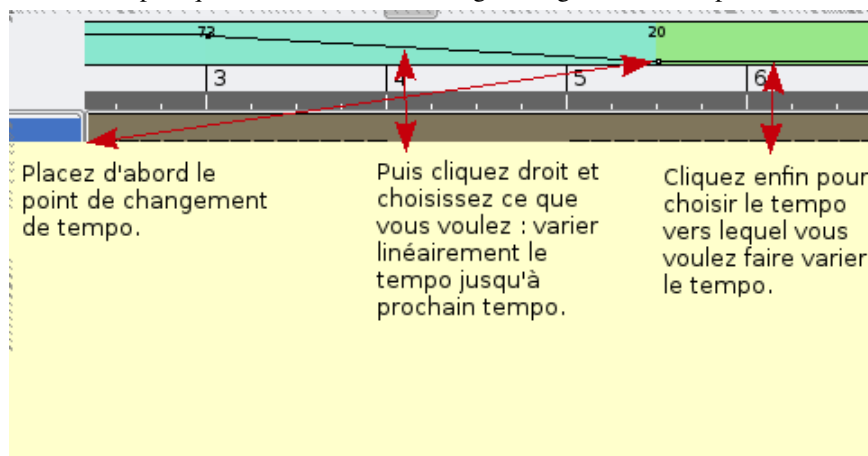 73
20
3
4
5
6
Placez d'abord le
point de changement
de tempo.
Puis cliquez droit et
choisissez ce que
vous voulez : varier
linéairement le
tempo jusqu'à
prochain tempo.
Cliquez enfin pour
choisir le tempo
vers lequel vous
voulez faire varier
le tempo.